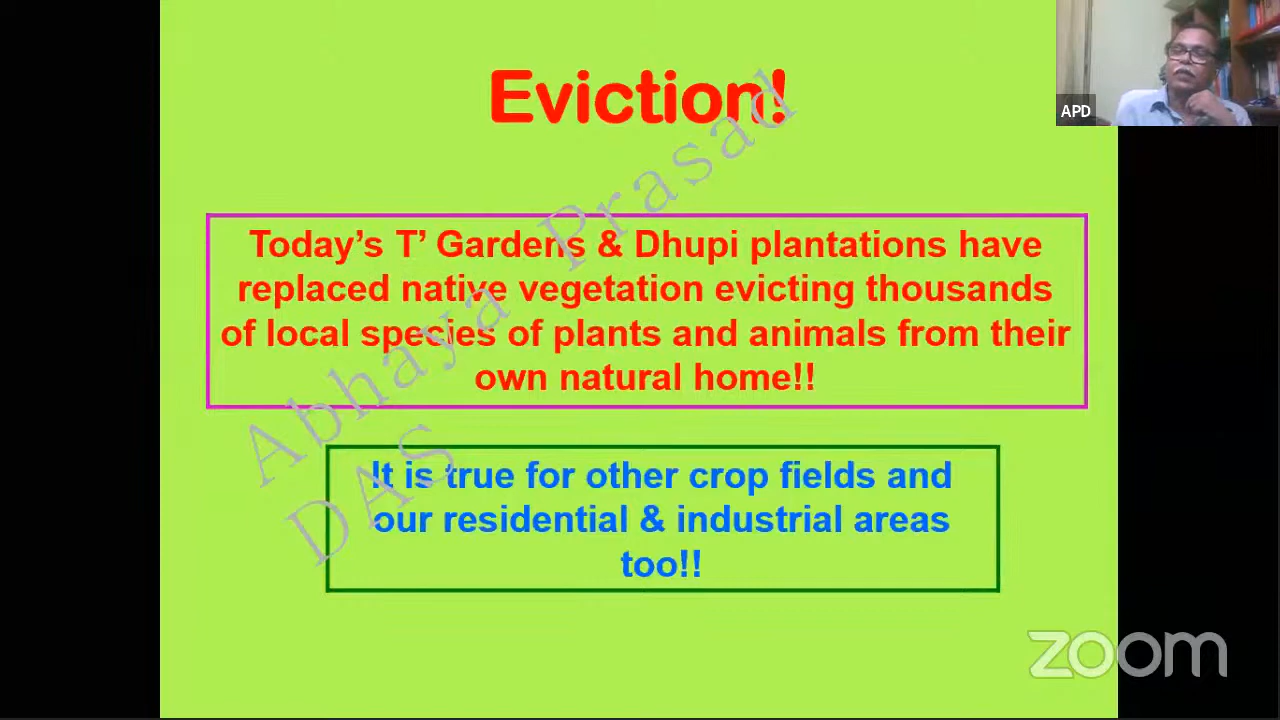 Eviction!
APD
Today's T' Gardens & Dhupi plantations have
replaced native vegetation evicting thousands
of local species of plants and animals from their
own natural home!!
Abhaya Prasad
DAS
It is true for other crop fields and
our residential & industrial areas
too!!
zoom